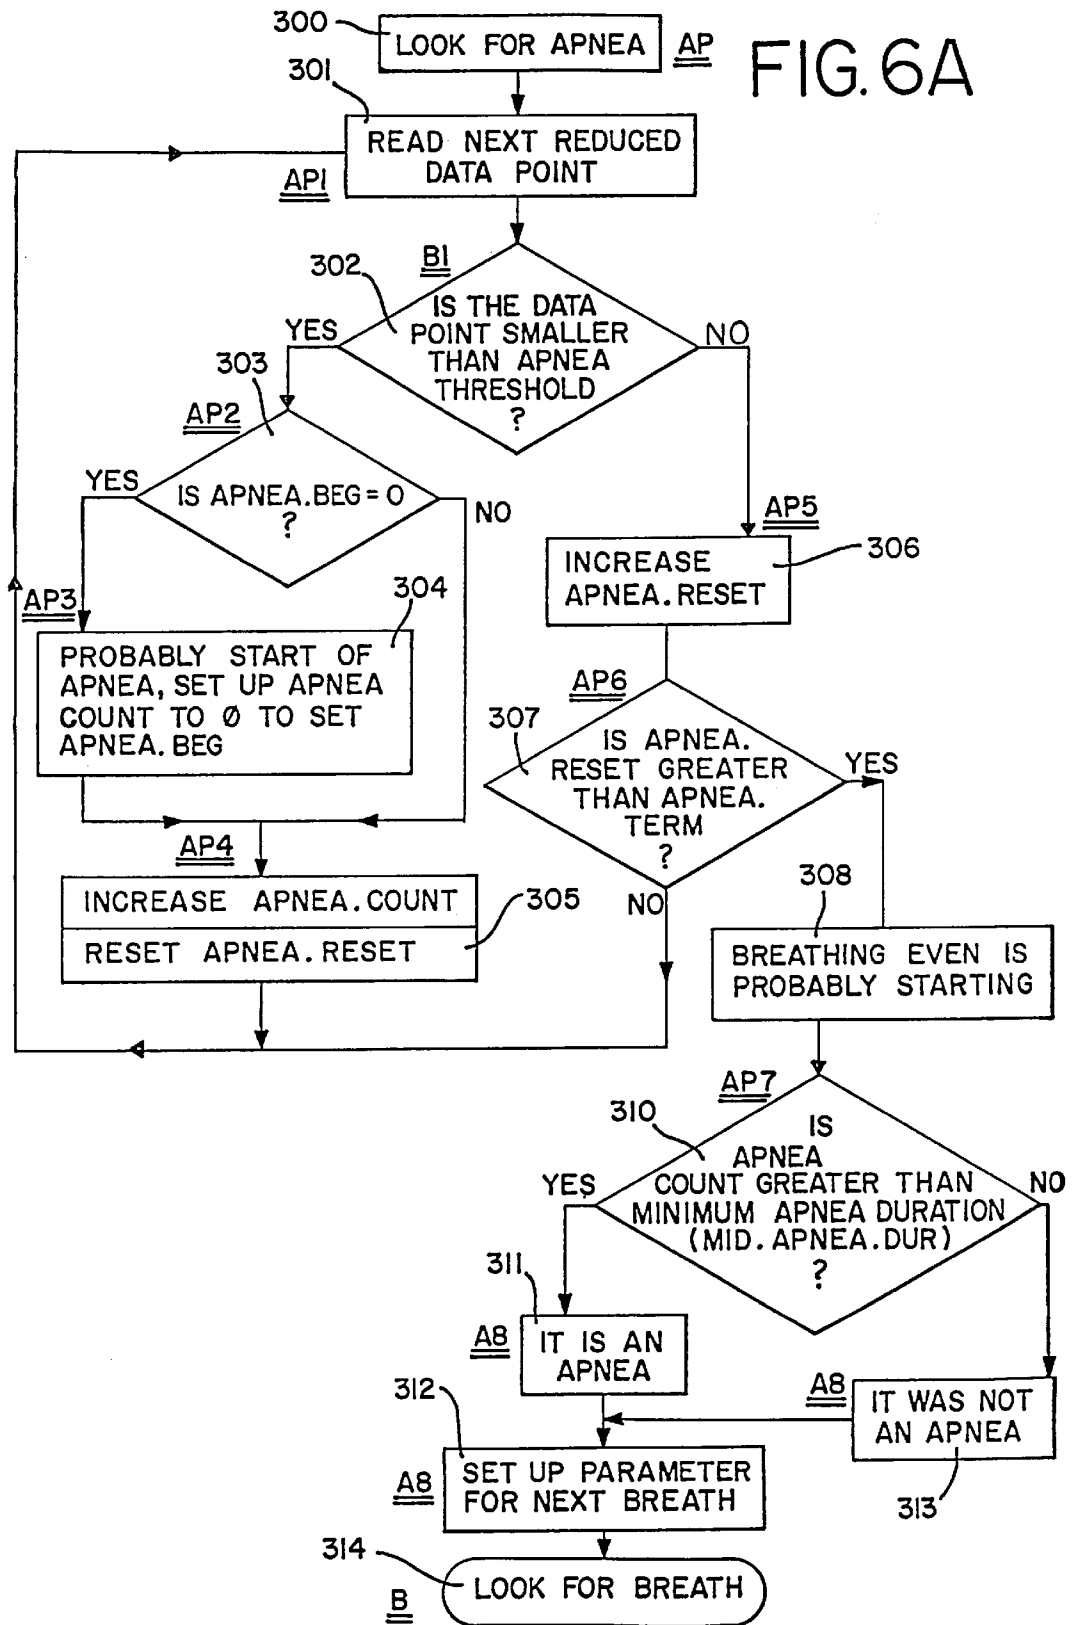 300
LOOK FOR APNEA
AP
FIG. 6A
301
READ NEXT REDUCED
DATA POINT
AP1
302
B1
IS THE DATA
POINT SMALLER
THAN APNEA
THRESHOLD
?
YES
NO
303
AP2
IS APNEA.BEG = 0
?
YES
NO
AP3
304
PROBABLY START OF
APNEA, SET UP APNEA
COUNT TO Ø TO SET
APNEA.BEG
AP4
INCREASE APNEA.COUNT
RESET APNEA.RESET
305
AP5
INCREASE
APNEA.RESET
306
AP6
307
IS APNEA.
RESET GREATER
THAN APNEA.
TERM
?
YES
NO
308
BREATHING EVEN IS
PROBABLY STARTING
AP7
310
IS
APNEA
COUNT GREATER THAN
MINIMUM APNEA DURATION
(MID. APNEA.DUR)
?
YES
NO
311
A8
IT IS AN
APNEA
A8
IT WAS NOT
AN APNEA
313
312
A8
SET UP PARAMETER
FOR NEXT BREATH
314
B
LOOK FOR BREATH